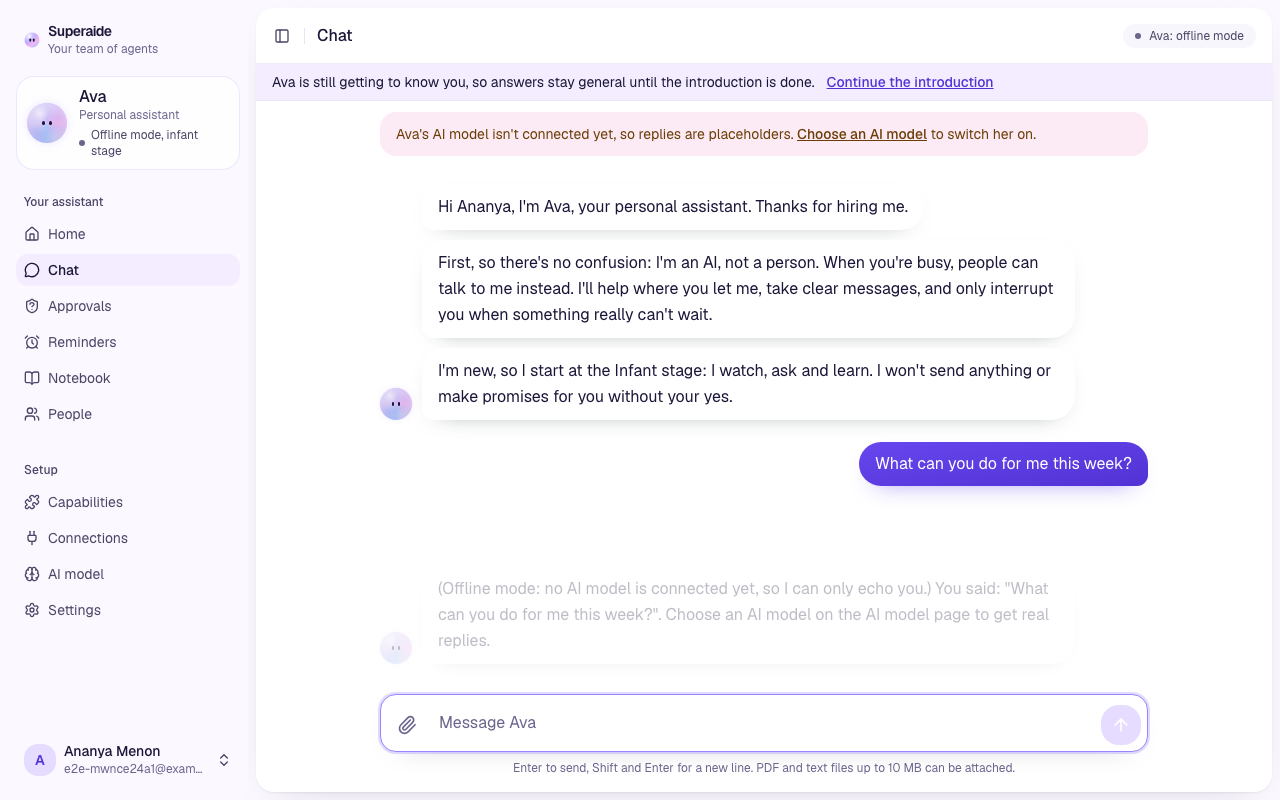 Superaide
Your team of agents
Ava
Personal assistant
Offline mode, infant
stage
Your assistant
Home
Chat
Approvals
Reminders
Notebook
People
Setup
Capabilities
Connections
AI model
Settings
A
Ananya Menon
e2e-mwnce24a1@exam...
Chat
Ava: offline mode
Ava is still getting to know you, so answers stay general until the introduction is done. Continue the introduction
Ava's AI model isn't connected yet, so replies are placeholders. Choose an AI model to switch her on.
Hi Ananya, I'm Ava, your personal assistant. Thanks for hiring me.
First, so there's no confusion: I'm an AI, not a person. When you're busy, people can
talk to me instead. I'll help where you let me, take clear messages, and only interrupt
you when something really can't wait.
I'm new, so I start at the Infant stage: I watch, ask and learn. I won't send anything or
make promises for you without your yes.
What can you do for me this week?
(Offline mode: no AI model is connected yet, so I can only echo you.) You said: "What
can you do for me this week?". Choose an AI model on the AI model page to get real
replies.
Message Ava
Enter to send, Shift and Enter for a new line. PDF and text files up to 10 MB can be attached.